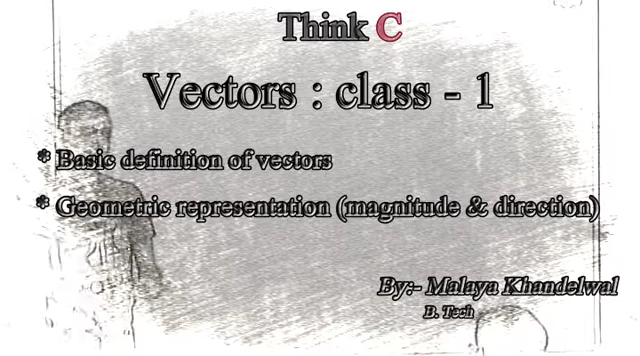 Think C
Vectors : class - 1
* Basic definition of vectors
* Geometric representation (magnitude & direction)
By:- Malaya Khandelwal
B. Tech